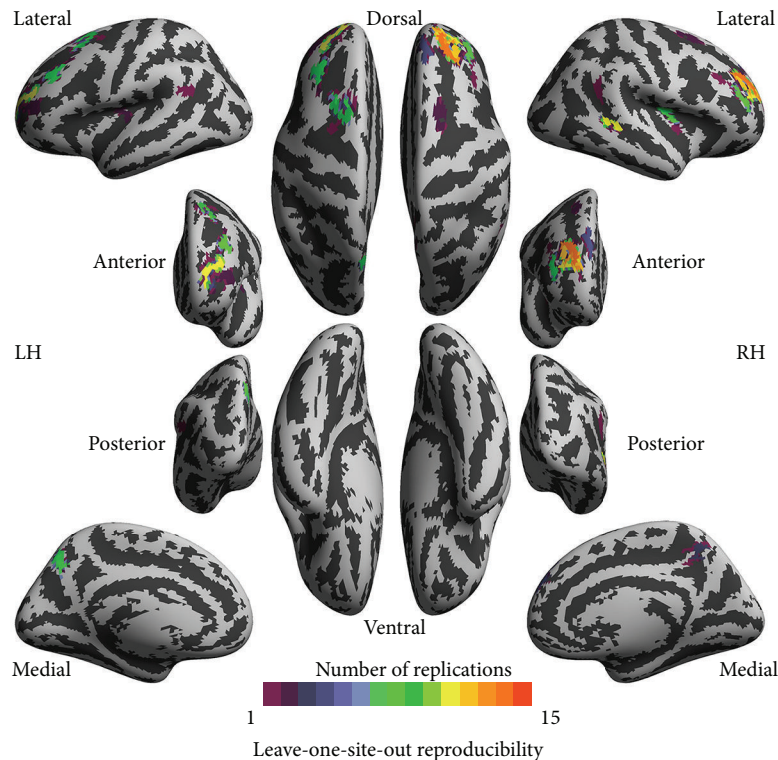 Lateral
Dorsal
Lateral
Anterior
Anterior
LH
RH
Posterior
Posterior
Ventral
Medial
Number of replications
Medial
1
15
Leave-one-site-out reproducibility